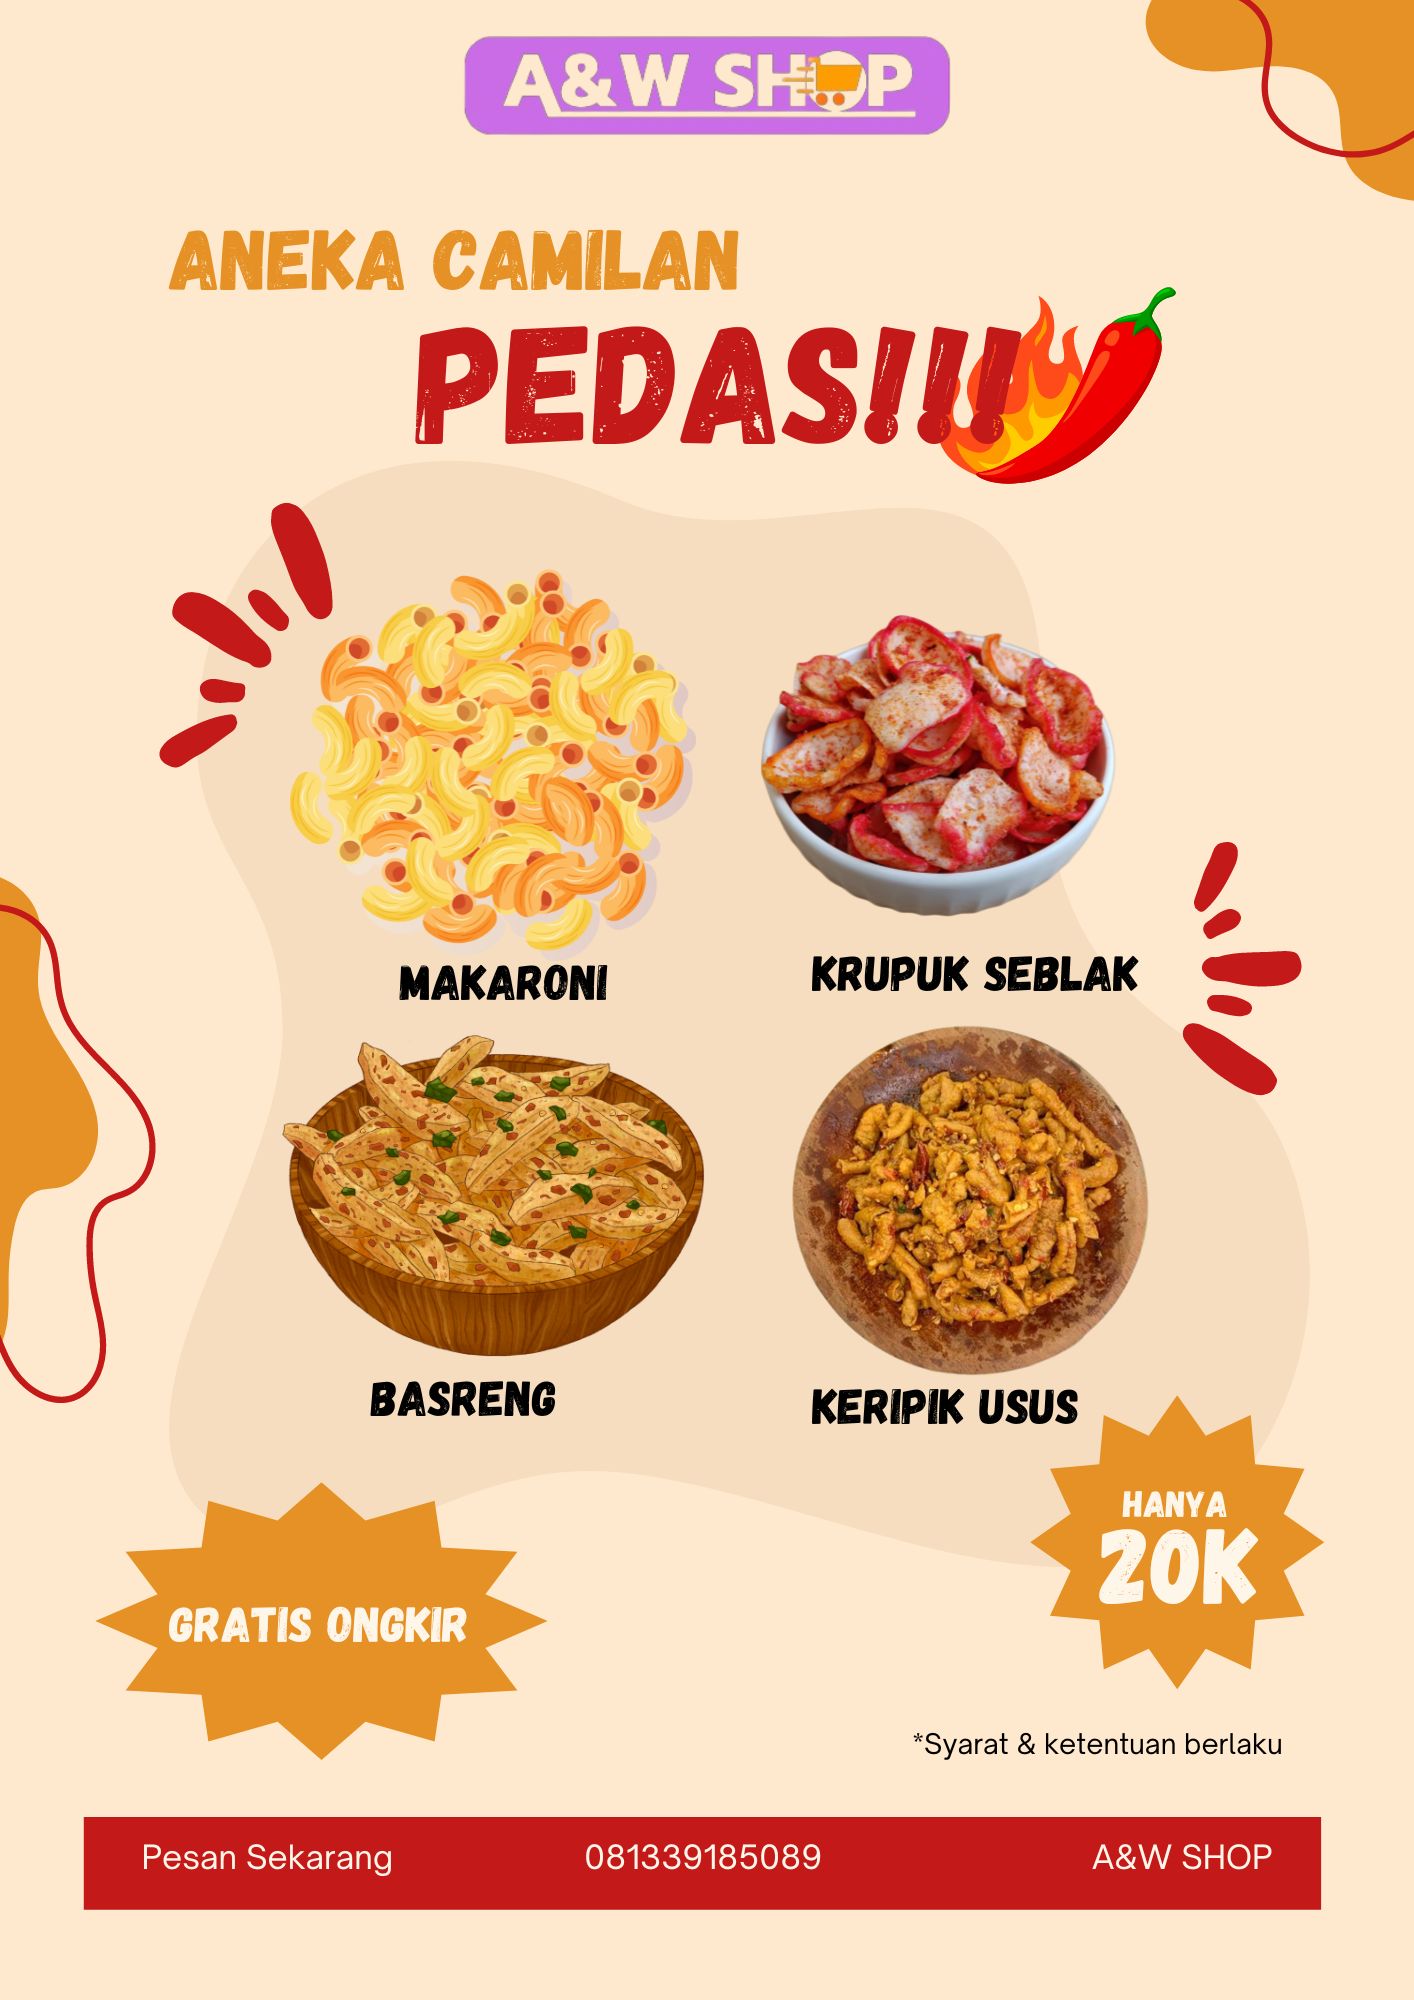 A&W SHOP
ANEKA CAMILAN
PEDAS!!!
MAKARONI
KRUPUK SEBLAK
BASRENG
KERIPIK USUS
HANYA
20K
GRATIS ONGKIR
*Syarat & ketentuan berlaku
Pesan Sekarang 081339185089 A&W SHOP